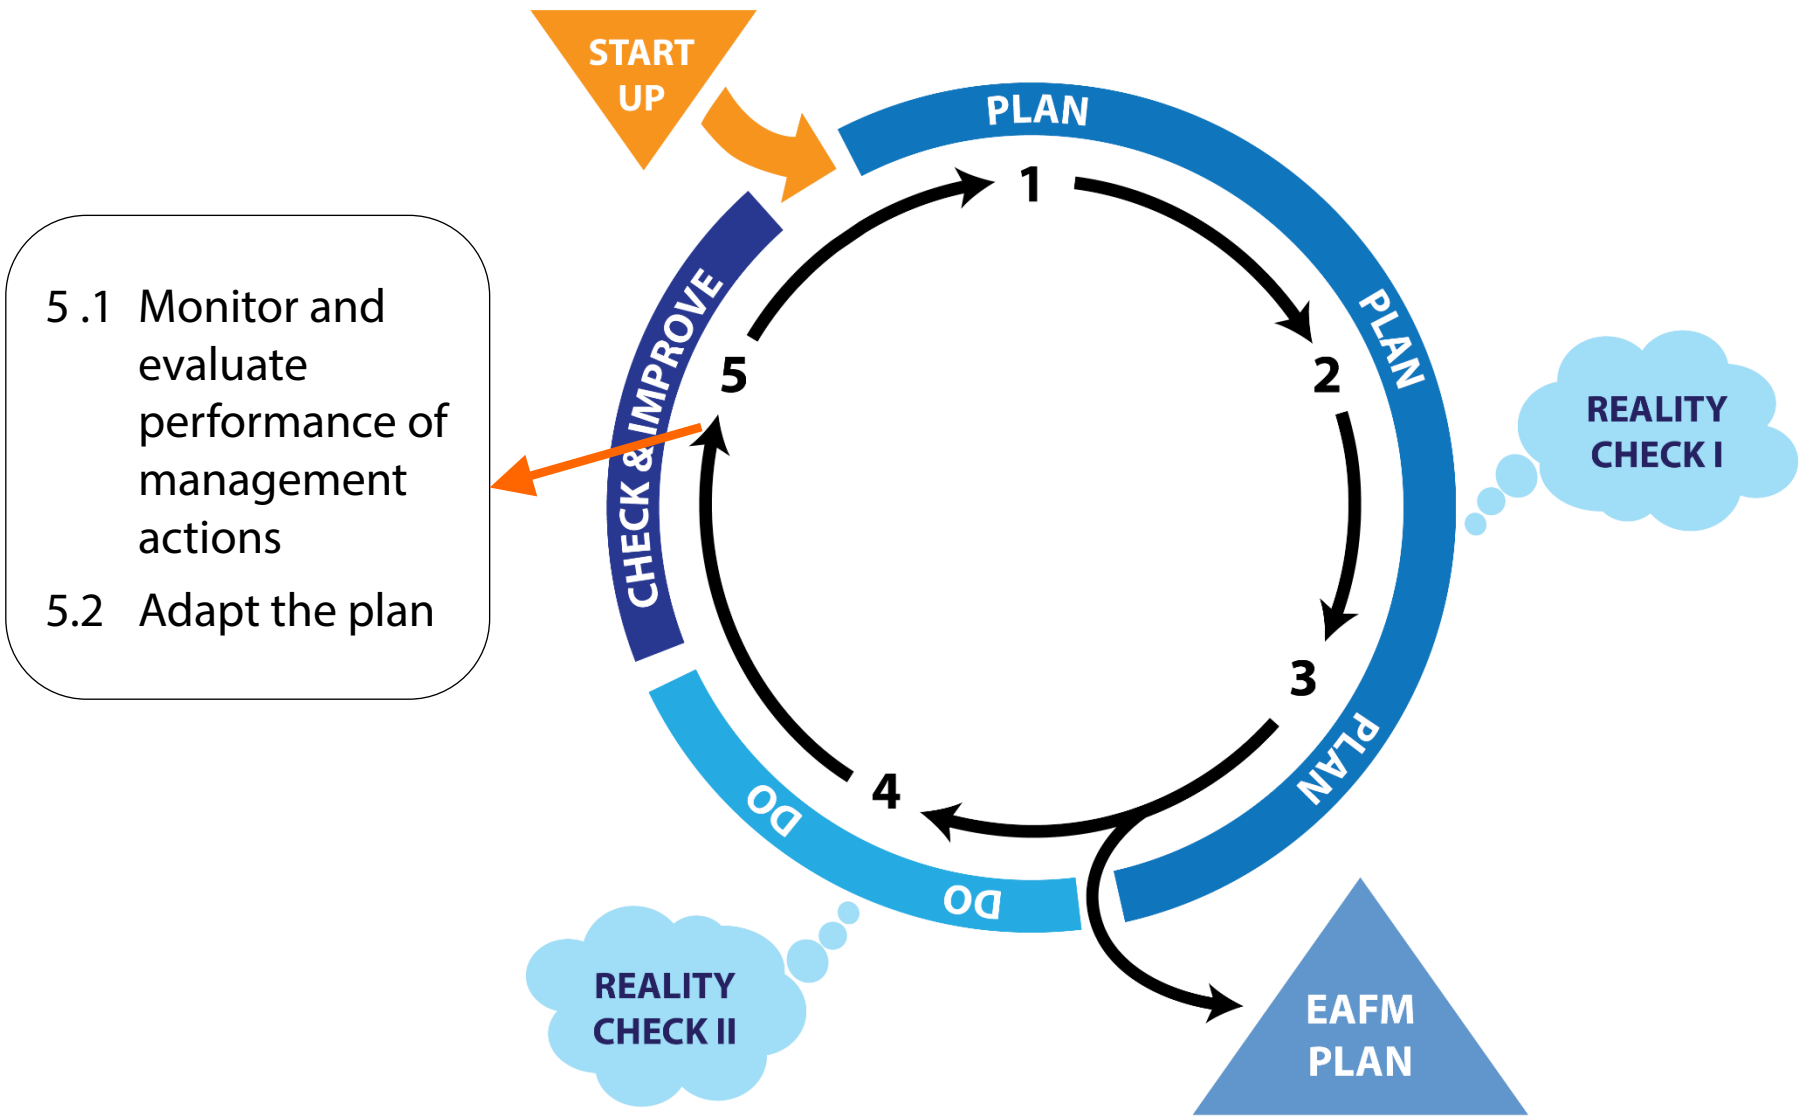 START
UP
PLAN
1
PLAN
2
REALITY
CHECK I
3
PLAN
EAFM
PLAN
4
DO
DO
REALITY
CHECK II
5
CHECK & IMPROVE
5 .1 Monitor and
evaluate
performance of
management
actions
5.2 Adapt the plan